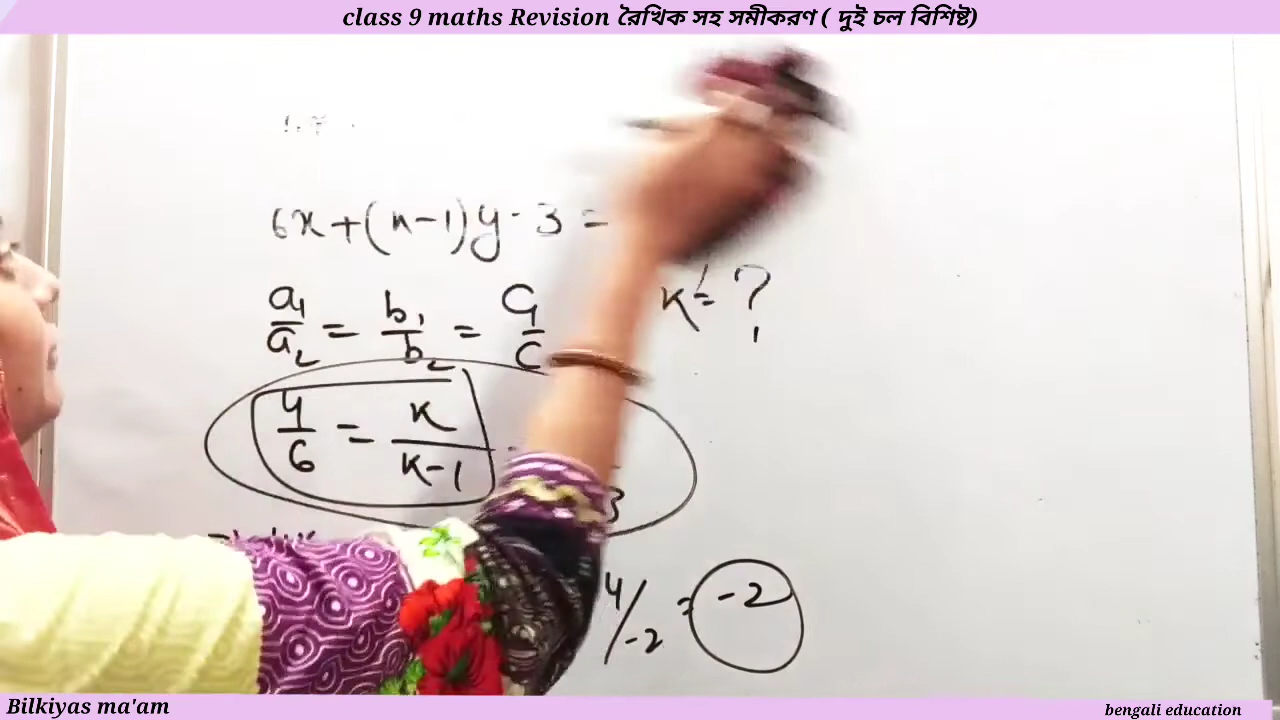 class 9 maths Revision রৈখিক সহ সমীকরণ ( দুই চল বিশিষ্ট)
6x+(k-1)y-3 =
K = ?
a₁/a₂ = b₁/b₂ = C₁/C
4/6 = K/K-1
3
4/-2 = -2
Bilkiyas ma'am
bengali education